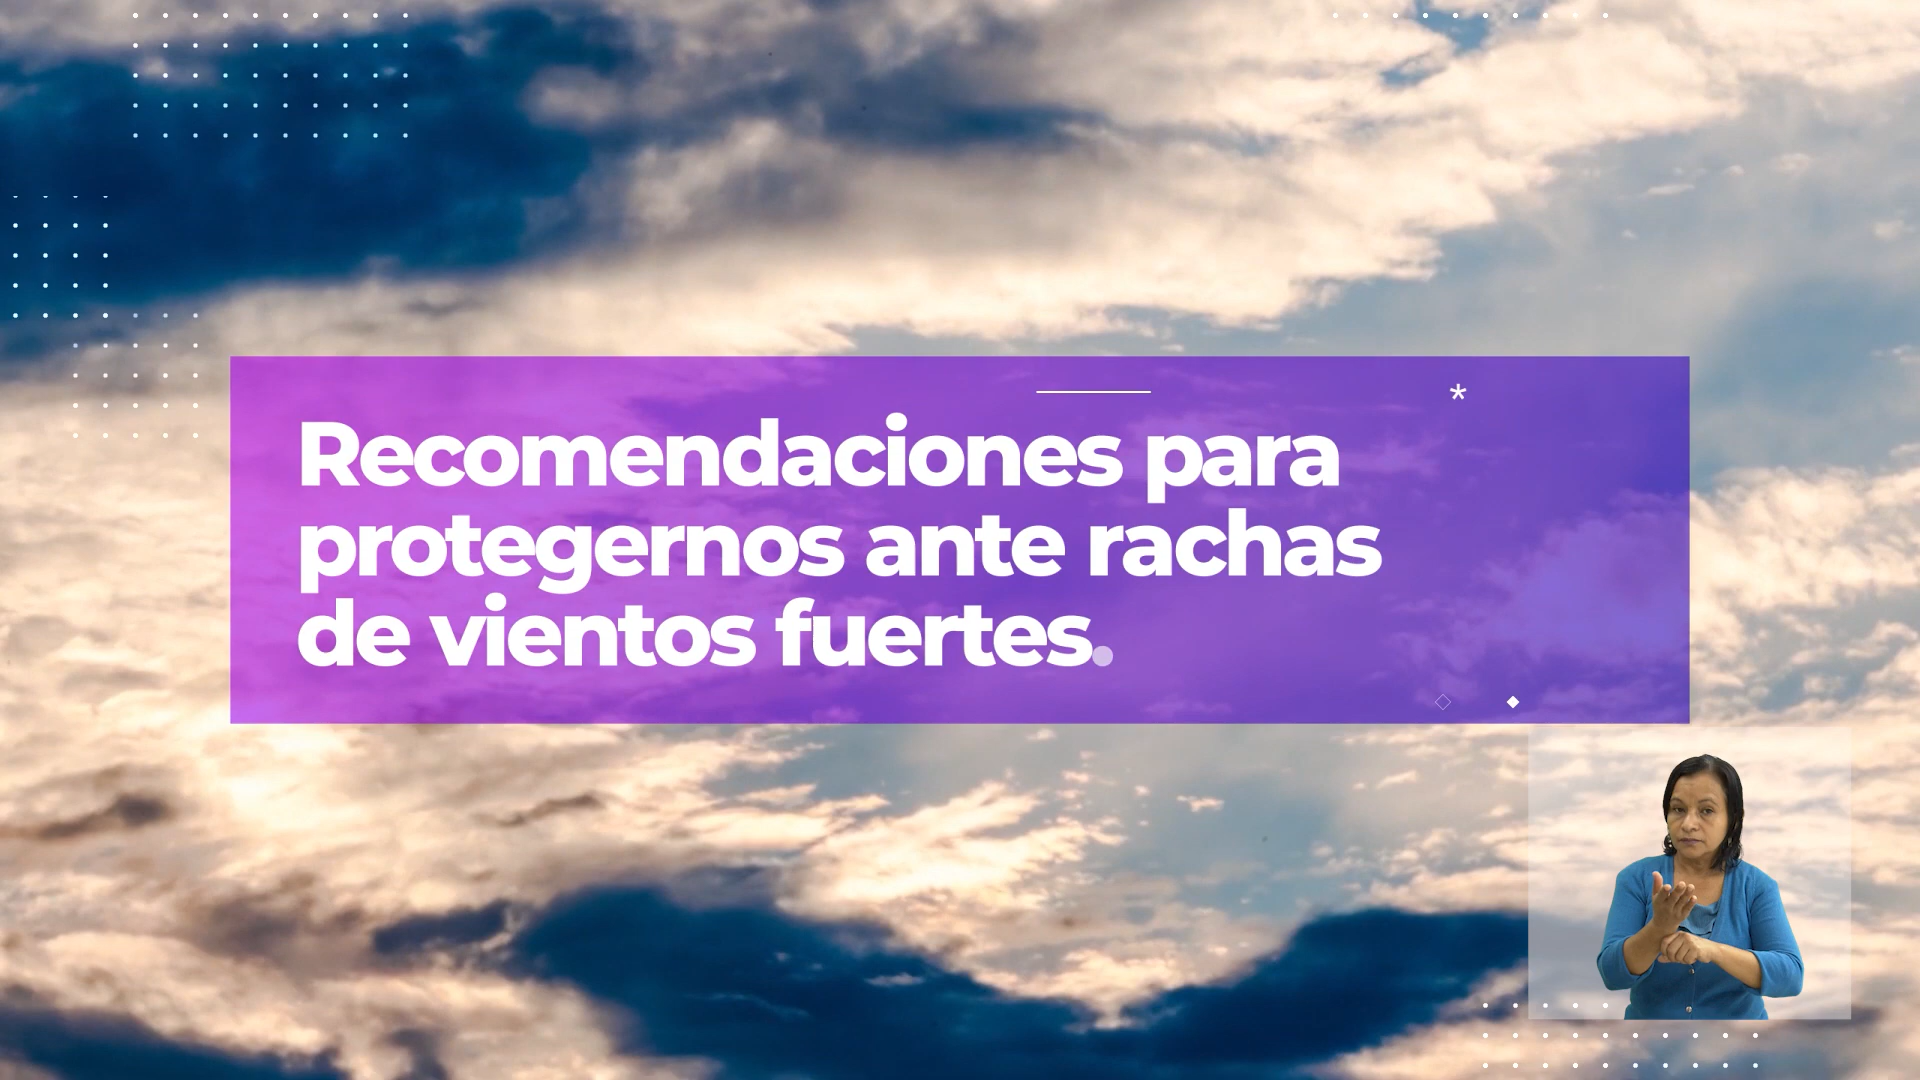 Recomendaciones para
protegernos ante rachas
de vientos fuertes.